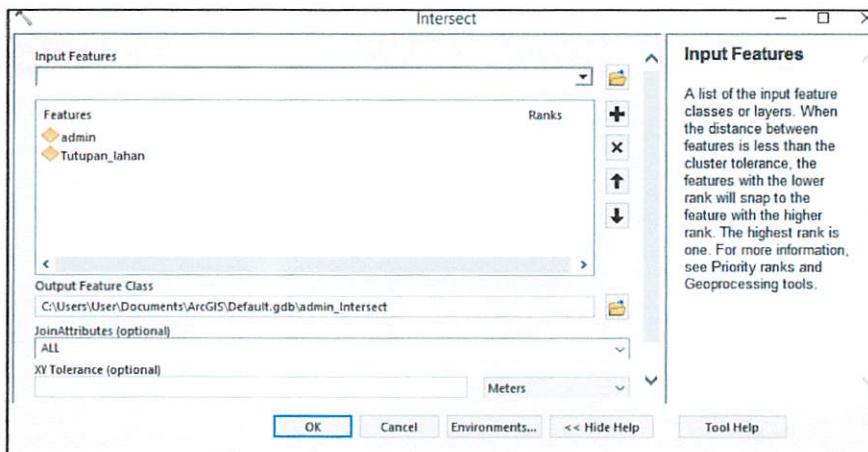 Intersect
Input Features
Features Ranks
admin
Tutupan_lahan
Output Feature Class
C:\Users\User\Documents\ArcGIS\Default.gdb\admin_Intersect
JoinAttributes (optional)
ALL
XY Tolerance (optional)
Meters
OK Cancel Environments... << Hide Help Tool Help
Input Features
A list of the input feature
classes or layers. When
the distance between
features is less than the
cluster tolerance, the
features with the lower
rank will snap to the
feature with the higher
rank. The highest rank is
one. For more information,
see Priority ranks and
Geoprocessing tools.